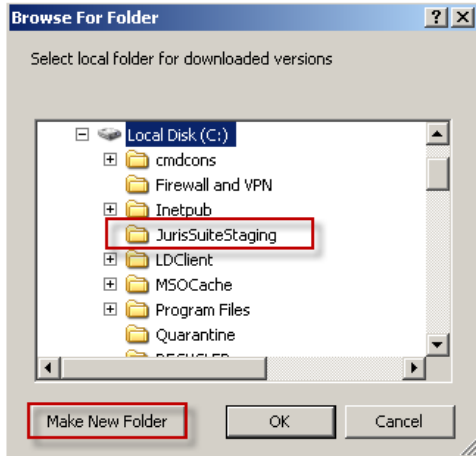 Browse For Folder
Select local folder for downloaded versions
Local Disk (C:)
cmdcons
Firewall and VPN
Inetpub
JurisSuiteStaging
LDClient
MSOCache
Program Files
Quarantine
Make New Folder
OK
Cancel